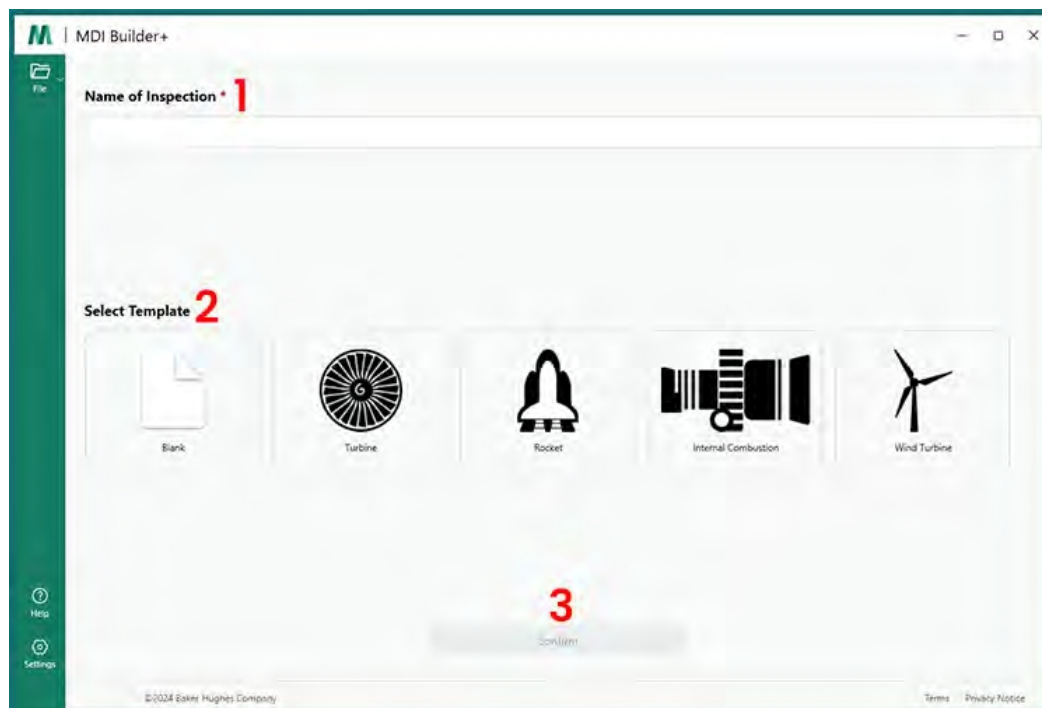 MDI Builder+
File
Name of Inspection * 1
Select Template 2
Blank
Turbine
Rocket
Internal Combustion
Wind Turbine
3
Confirm
Help
Settings
©2024 Baker Hughes Company
Terms Privacy Notice